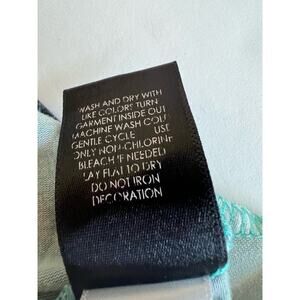 WASH AND DRY WITH
LIKE COLORS TURN
GARMENT INSIDE OUT
MACHINE WASH COLD
GENTLE CYCLE USE
ONLY NON-CHLORINE
BLEACH IF NEEDED
LAY FLAT TO DRY
DO NOT IRON
DECORATION